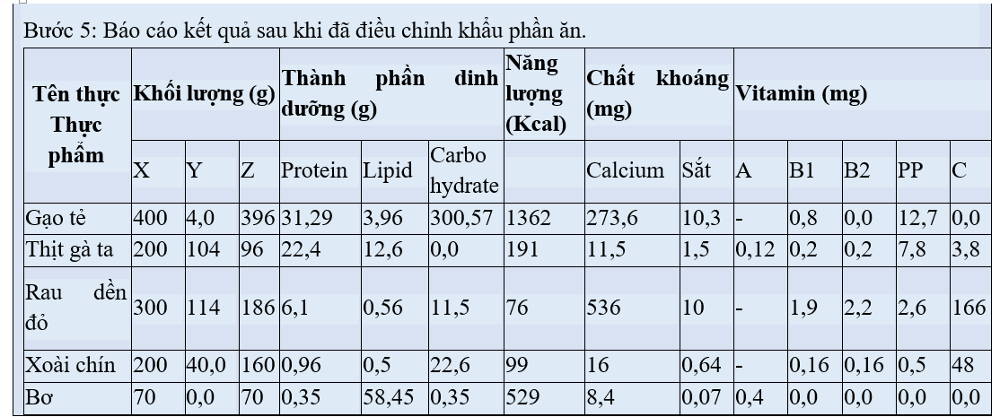 Bước 5: Báo cáo kết quả sau khi đã điều chỉnh khẩu phần ăn.
Tên thực Thực phẩm | Khối lượng (g) | Thành phần dinh dưỡng (g) | Năng lượng (Kcal) | Chất khoáng (mg) | Vitamin (mg)
X | Y | Z | Protein | Lipid | Carbo hydrate | Calcium | Sắt | A | B1 | B2 | PP | C
Gạo tẻ | 400 | 4,0 | 396 | 31,29 | 3,96 | 300,57 | 1362 | 273,6 | 10,3 | - | 0,8 | 0,0 | 12,7 | 0,0
Thịt gà ta | 200 | 104 | 96 | 22,4 | 12,6 | 0,0 | 191 | 11,5 | 1,5 | 0,12 | 0,2 | 0,2 | 7,8 | 3,8
Rau dền đỏ | 300 | 114 | 186 | 6,1 | 0,56 | 11,5 | 76 | 536 | 10 | - | 1,9 | 2,2 | 2,6 | 166
Xoài chín | 200 | 40,0 | 160 | 0,96 | 0,5 | 22,6 | 99 | 16 | 0,64 | - | 0,16 | 0,16 | 0,5 | 48
Bơ | 70 | 0,0 | 70 | 0,35 | 58,45 | 0,35 | 529 | 8,4 | 0,07 | 0,4 | 0,0 | 0,0 | 0,0 | 0,0